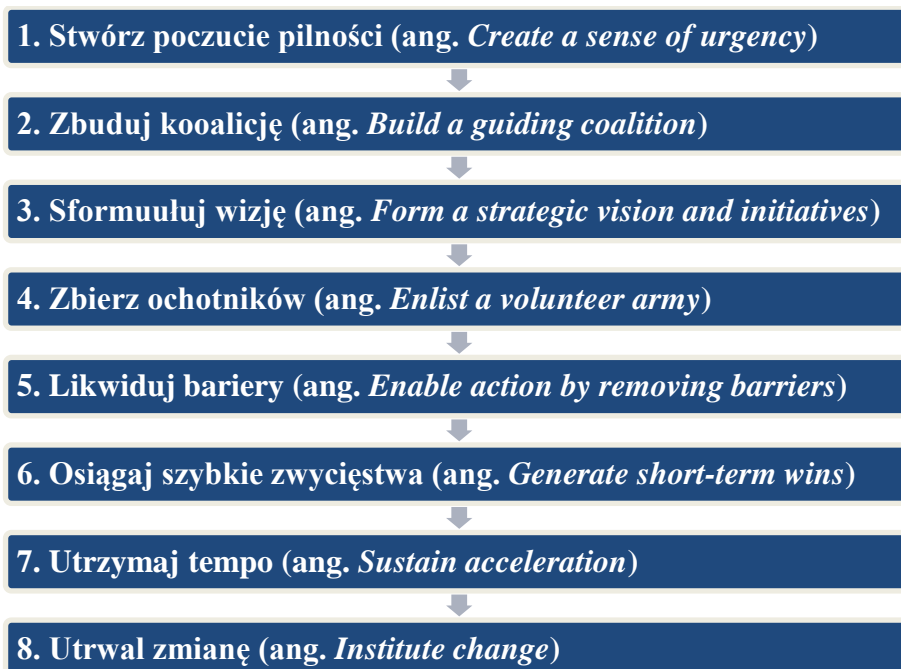 1. Stwórz poczucie pilności (ang. Create a sense of urgency)
2. Zbuduj kooalicję (ang. Build a guiding coalition)
3. Sformuułuj wizję (ang. Form a strategic vision and initiatives)
4. Zbierz ochotników (ang. Enlist a volunteer army)
5. Likwiduj bariery (ang. Enable action by removing barriers)
6. Osiągaj szybkie zwycięstwa (ang. Generate short-term wins)
7. Utrzymaj tempo (ang. Sustain acceleration)
8. Utrwal zmianę (ang. Institute change)